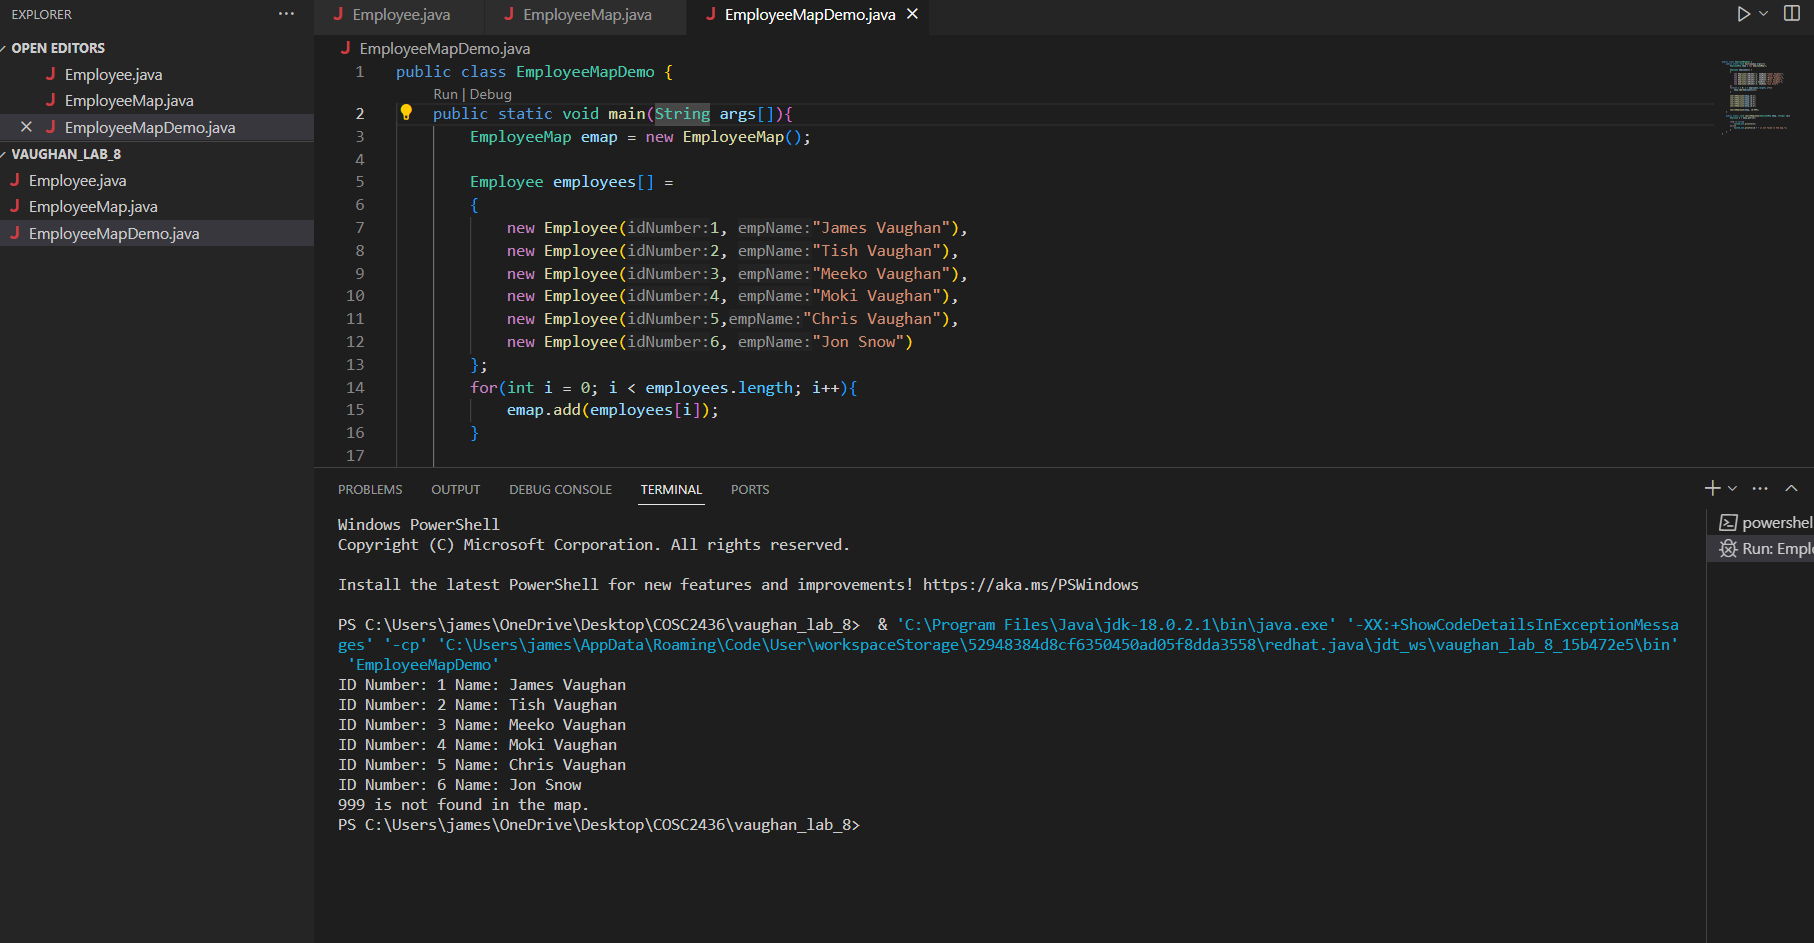 EXPLORER
OPEN EDITORS
Employee.java
EmployeeMap.java
EmployeeMapDemo.java
VAUGHAN_LAB_8
Employee.java
EmployeeMap.java
EmployeeMapDemo.java
Employee.java EmployeeMap.java EmployeeMapDemo.java
EmployeeMapDemo.java
1 public class EmployeeMapDemo {
Run | Debug
2 public static void main(String args[]){
3 EmployeeMap emap = new EmployeeMap();
4
5 Employee employees[] =
6 {
7 new Employee(idNumber:1, empName:"James Vaughan"),
8 new Employee(idNumber:2, empName:"Tish Vaughan"),
9 new Employee(idNumber:3, empName:"Meeko Vaughan"),
10 new Employee(idNumber:4, empName:"Moki Vaughan"),
11 new Employee(idNumber:5,empName:"Chris Vaughan"),
12 new Employee(idNumber:6, empName:"Jon Snow")
13 };
14 for(int i = 0; i < employees.length; i++){
15 emap.add(employees[i]);
16 }
17
PROBLEMS OUTPUT DEBUG CONSOLE TERMINAL PORTS
Windows PowerShell
Copyright (C) Microsoft Corporation. All rights reserved.
Install the latest PowerShell for new features and improvements! https://aka.ms/PSWindows
PS C:\Users\james\OneDrive\Desktop\COSC2436\vaughan_lab_8>  & 'C:\Program Files\Java\jdk-18.0.2.1\bin\java.exe' '-XX:+ShowCodeDetailsInExceptionMessa
ges' '-cp' 'C:\Users\james\AppData\Roaming\Code\User\workspaceStorage\52948384d8cf6350450ad05f8dda3558\redhat.java\jdt_ws\vaughan_lab_8_15b472e5\bin'
'EmployeeMapDemo'
ID Number: 1 Name: James Vaughan
ID Number: 2 Name: Tish Vaughan
ID Number: 3 Name: Meeko Vaughan
ID Number: 4 Name: Moki Vaughan
ID Number: 5 Name: Chris Vaughan
ID Number: 6 Name: Jon Snow
999 is not found in the map.
PS C:\Users\james\OneDrive\Desktop\COSC2436\vaughan_lab_8>
powershel
Run: Emplo